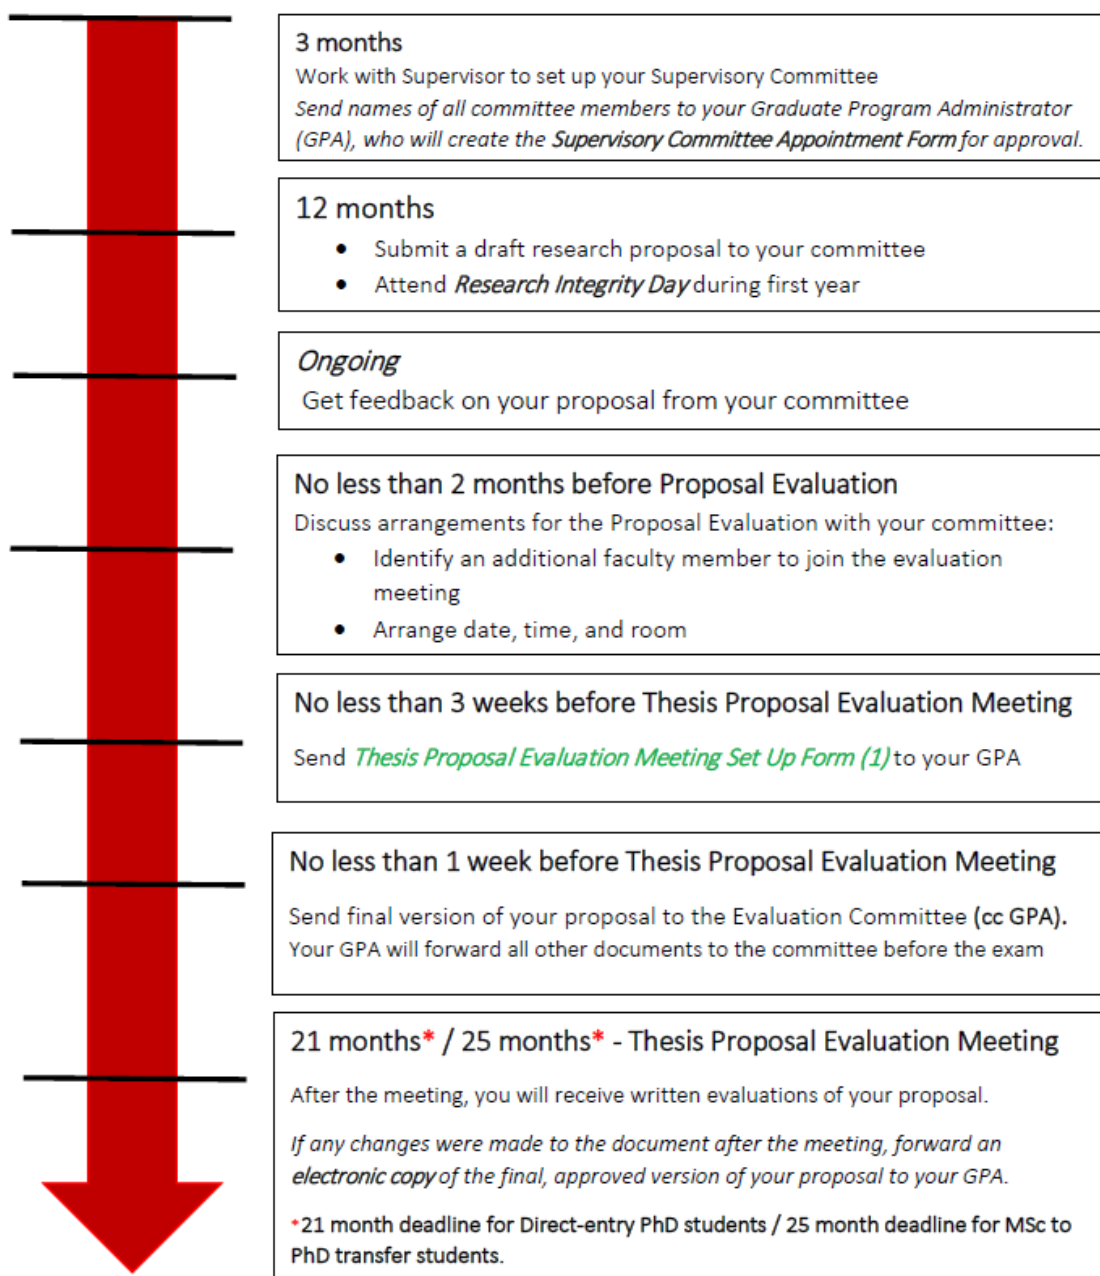 3 months
Work with Supervisor to set up your Supervisory Committee
Send names of all committee members to your Graduate Program Administrator
(GPA), who will create the Supervisory Committee Appointment Form for approval.
12 months
• Submit a draft research proposal to your committee
• Attend Research Integrity Day during first year
Ongoing
Get feedback on your proposal from your committee
No less than 2 months before Proposal Evaluation
Discuss arrangements for the Proposal Evaluation with your committee:
• Identify an additional faculty member to join the evaluation
meeting
• Arrange date, time, and room
No less than 3 weeks before Thesis Proposal Evaluation Meeting
Send Thesis Proposal Evaluation Meeting Set Up Form (1) to your GPA
No less than 1 week before Thesis Proposal Evaluation Meeting
Send final version of your proposal to the Evaluation Committee (cc GPA).
Your GPA will forward all other documents to the committee before the exam
21 months* / 25 months* - Thesis Proposal Evaluation Meeting
After the meeting, you will receive written evaluations of your proposal.
If any changes were made to the document after the meeting, forward an
electronic copy of the final, approved version of your proposal to your GPA.
*21 month deadline for Direct-entry PhD students / 25 month deadline for MSc to
PhD transfer students.